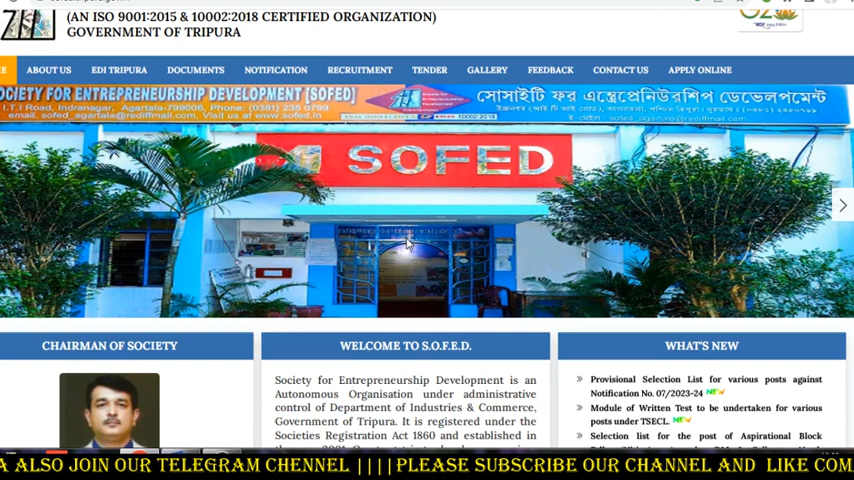 (AN ISO 9001:2015 & 10002:2018 CERTIFIED ORGANIZATION)
GOVERNMENT OF TRIPURA
ABOUT US EDI TRIPURA DOCUMENTS NOTIFICATION RECRUITMENT TENDER GALLERY FEEDBACK CONTACT US APPLY ONLINE
SOCIETY FOR ENTREPRENEURSHIP DEVELOPMENT (SOFED)
সোসাইটি ফর এন্ত্রেপ্রেনিউরশিপ ডেভেলপমেন্ট
I.T.I Road, Indranagar, Agartala-799006, Phone: (0381) 235 0799
email, sofed_agartala@rediffmail.com, Visit us at www.sofed.in
10002:2018
sofed_agartala@rediffmail.com
SOFED
CHAIRMAN OF SOCIETY
WELCOME TO S.O.F.E.D.
Society for Entrepreneurship Development is an
Autonomous Organisation under administrative
control of Department of Industries & Commerce,
Government of Tripura. It is registered under the
Societies Registration Act 1860 and established in
WHAT'S NEW
Provisional Selection List for various posts against
Notification No. 07/2023-24 NEW
Module of Written Test to be undertaken for various
posts under TSECL. NEW
Selection list for the post of Aspirational Block
A ALSO JOIN OUR TELEGRAM CHENNEL ||||PLEASE SUBSCRIBE OUR CHANNEL AND LIKE COM